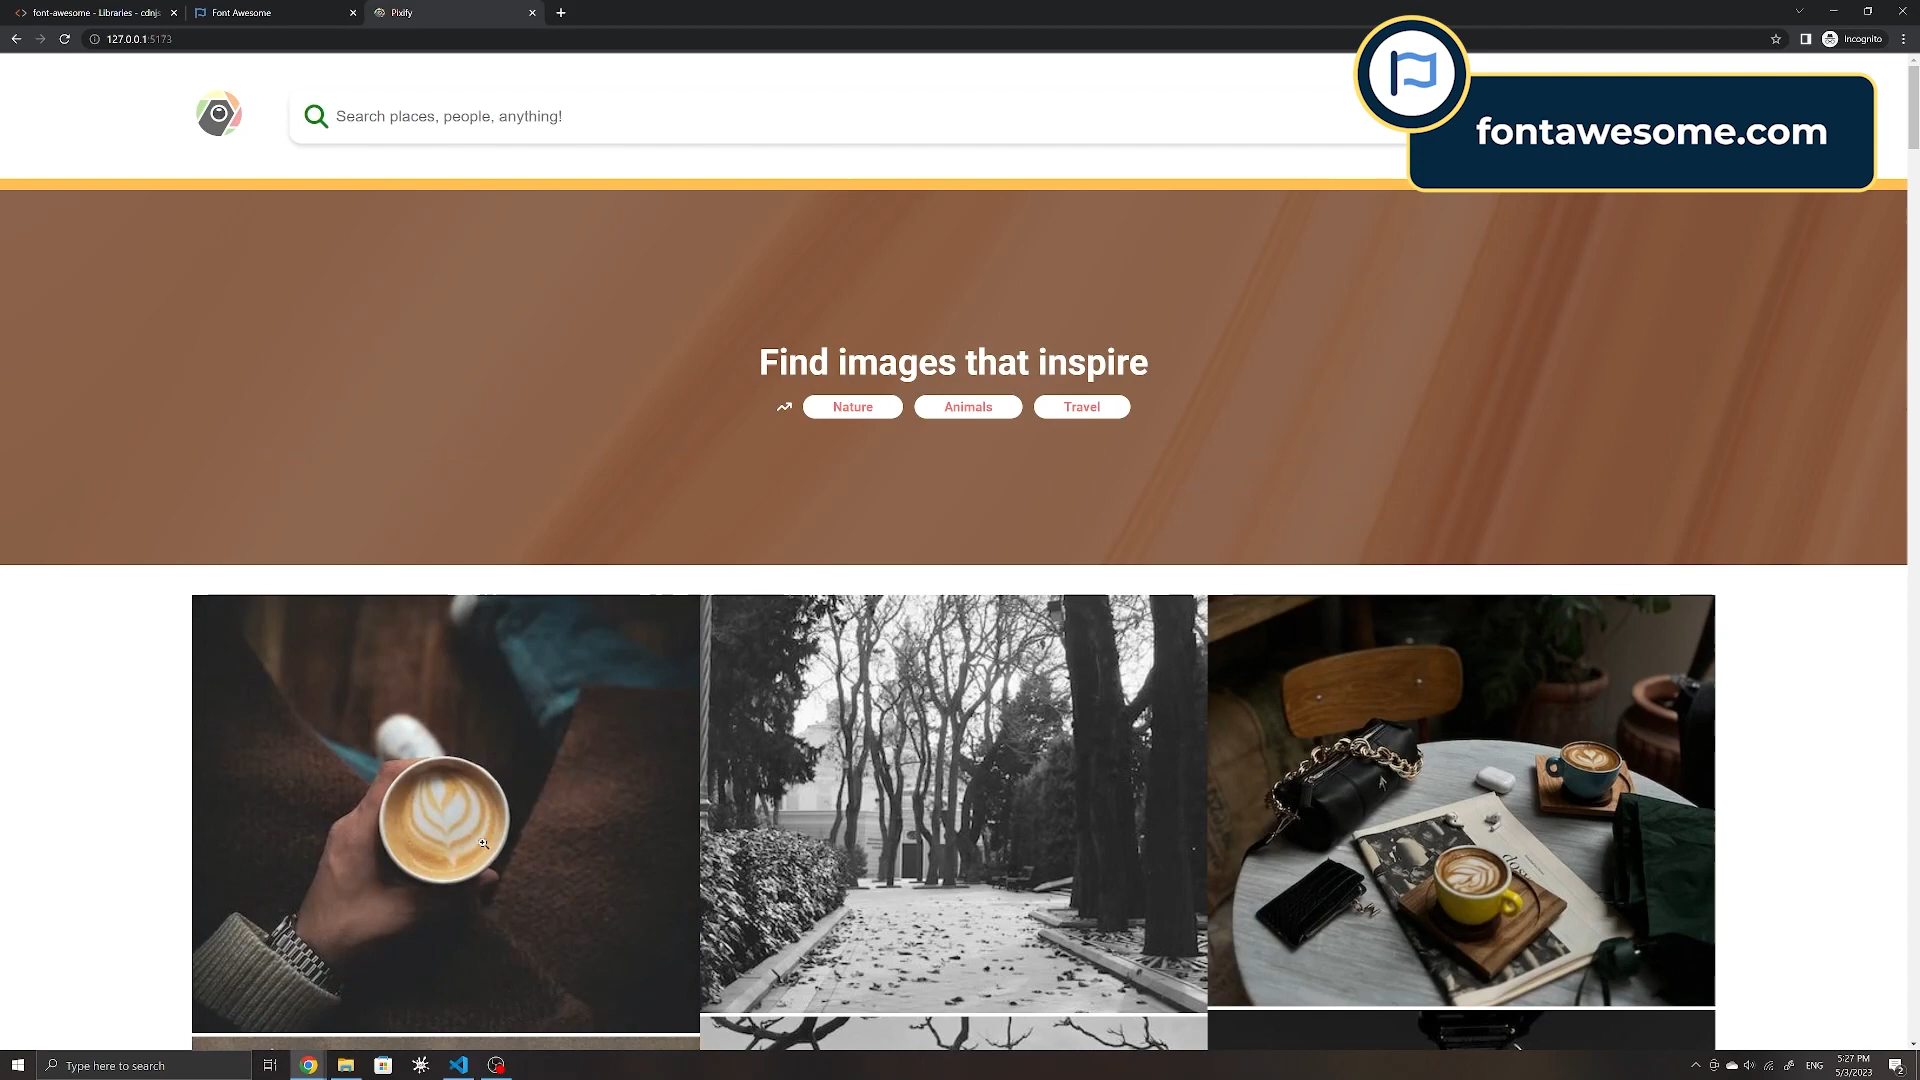 font-awesome - Libraries - cdnjs
Font Awesome
Pixify
127.0.0.1:5173
Incognito
Search places, people, anything!
fontawesome.com
Find images that inspire
Nature
Animals
Travel
Type here to search
ENG
5:27 PM
5/3/2023
2